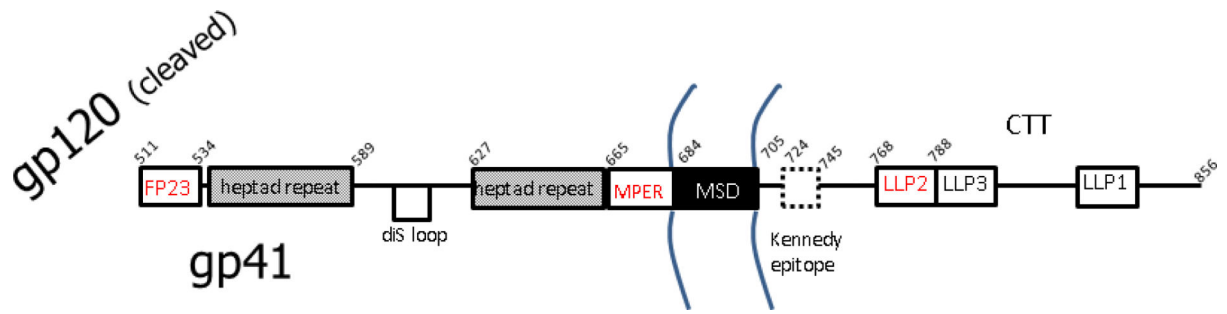 gp120 (cleaved)
CTT
511
534
589
627
665
684
705
724
745
768
788
856
FP23
heptad repeat
heptad repeat
MPER
MSD
LLP2
LLP3
LLP1
diS loop
Kennedy
epitope
gp41